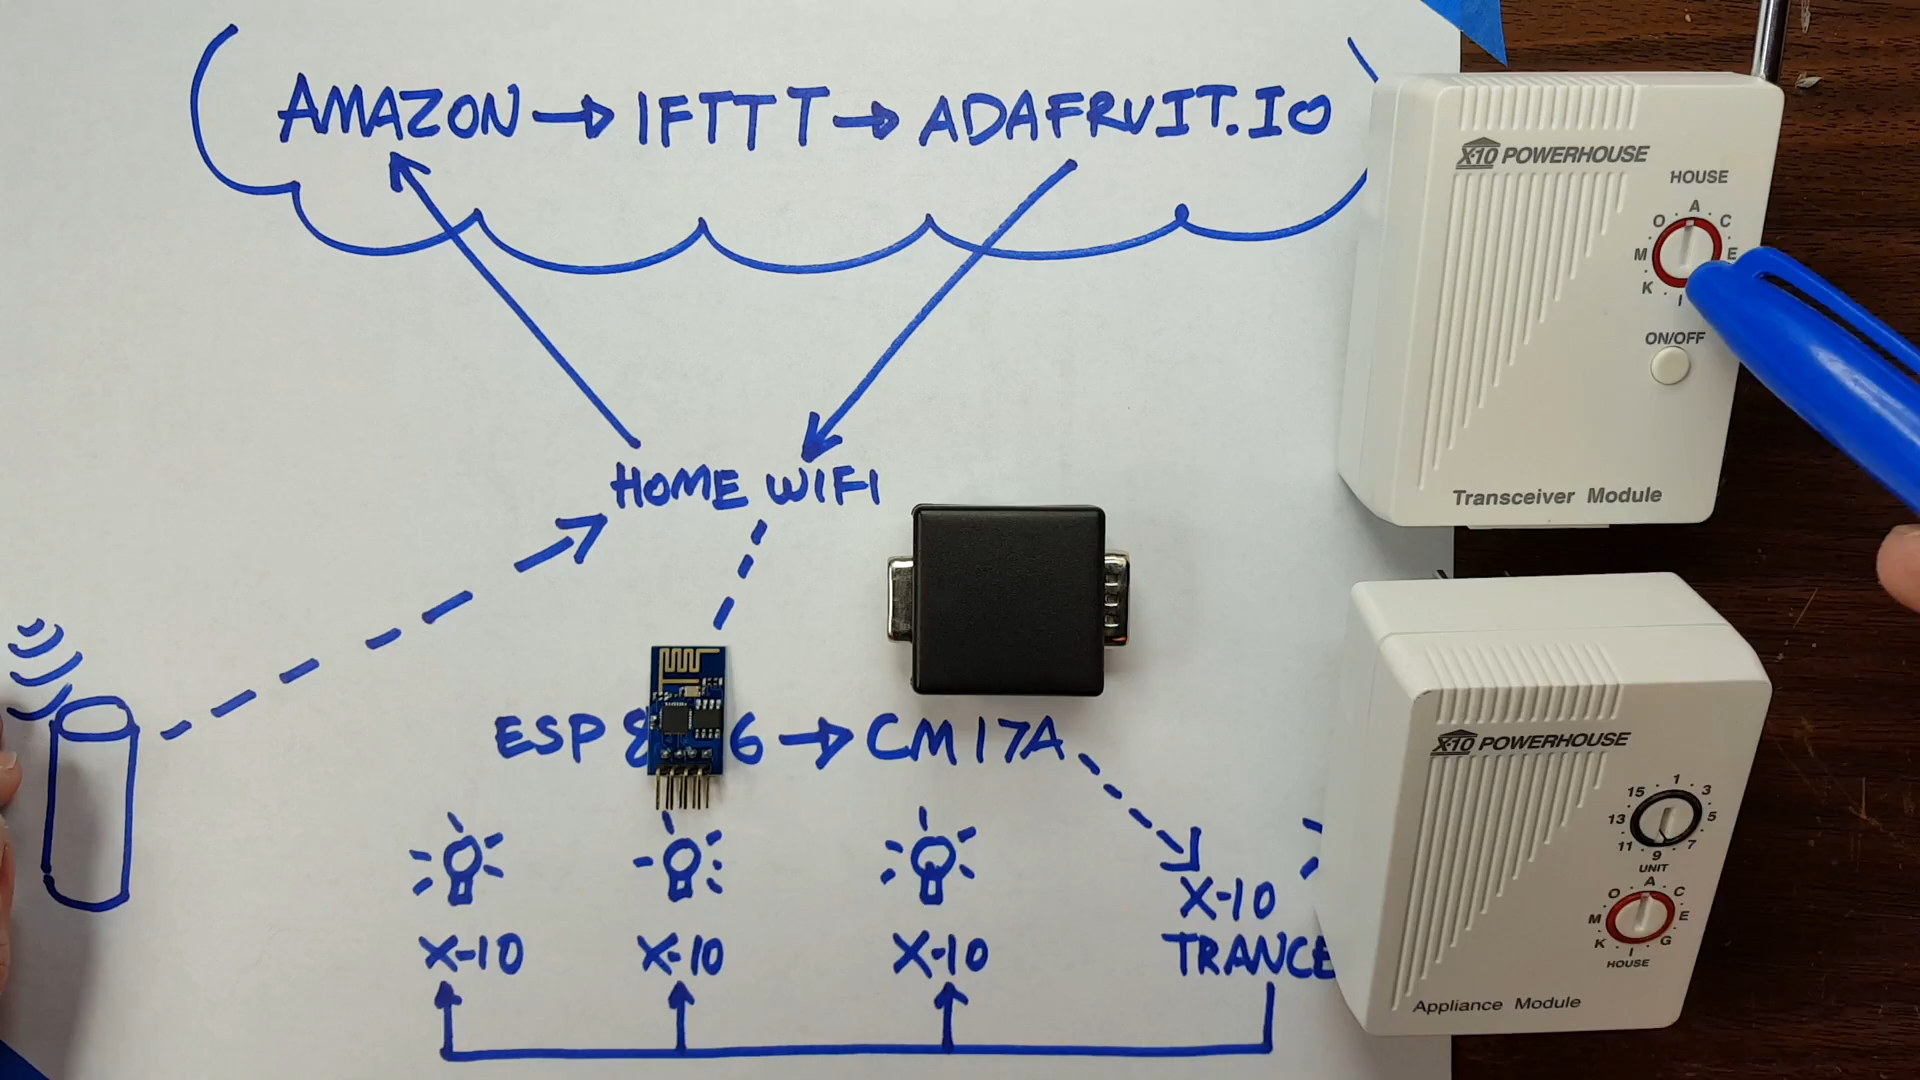 AMAZON → IFTTT → ADAFRUIT.IO
HOME WIFI
ESP 8 6 → CM17A
X-10
TRANCE
X-10 X-10 X-10
X-10 POWERHOUSE
HOUSE
A C E I K M O
ON/OFF
Transceiver Module
X-10 POWERHOUSE
1 3 5 7 9 11 13 15
UNIT
A C E G I K M O
HOUSE
Appliance Module